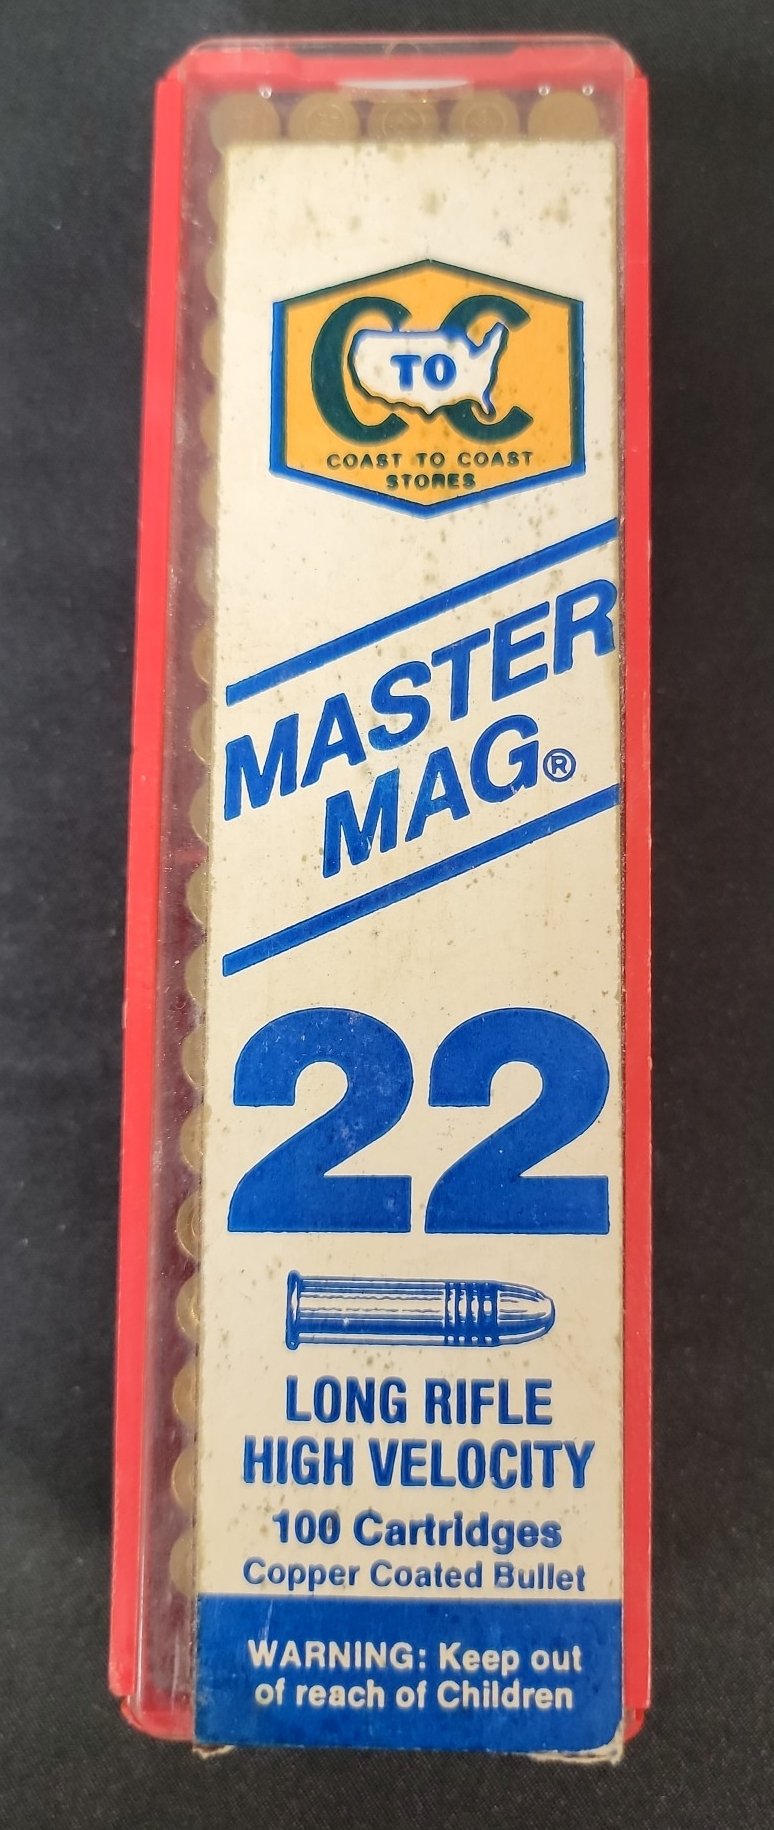 C TO C
COAST TO COAST
STORES
MASTER
MAG®
22
LONG RIFLE
HIGH VELOCITY
100 Cartridges
Copper Coated Bullet
WARNING: Keep out
of reach of Children